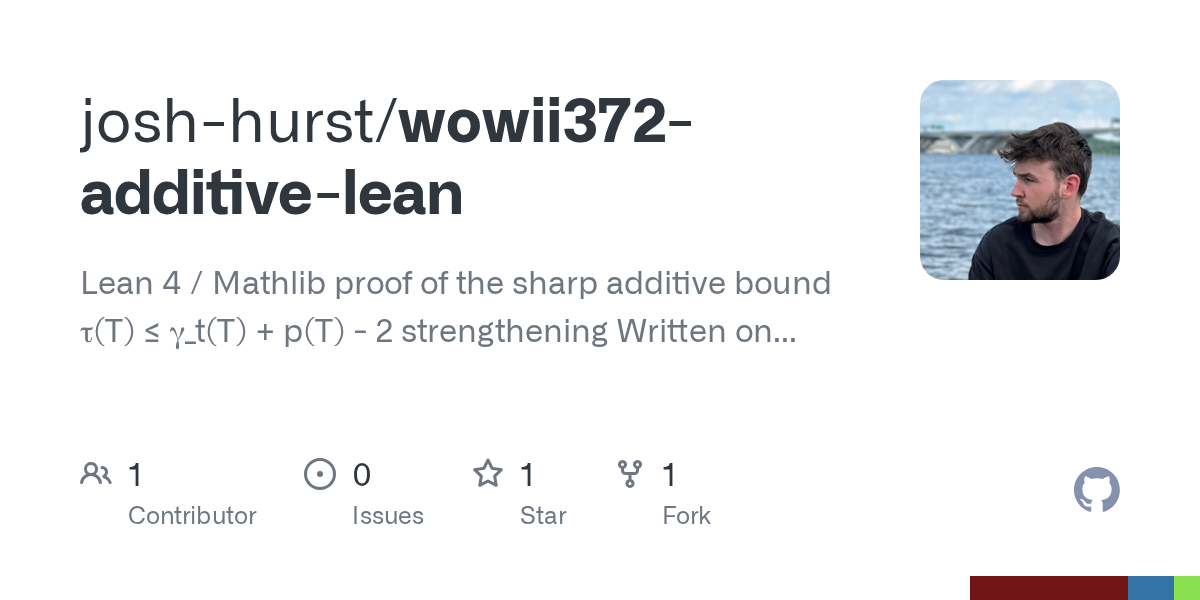 josh-hurst/wowii372-
additive-lean
Lean 4 / Mathlib proof of the sharp additive bound
τ(T) ≤ γ_t(T) + p(T) - 2 strengthening Written on...
1 0 1 1
Contributor Issues Star Fork